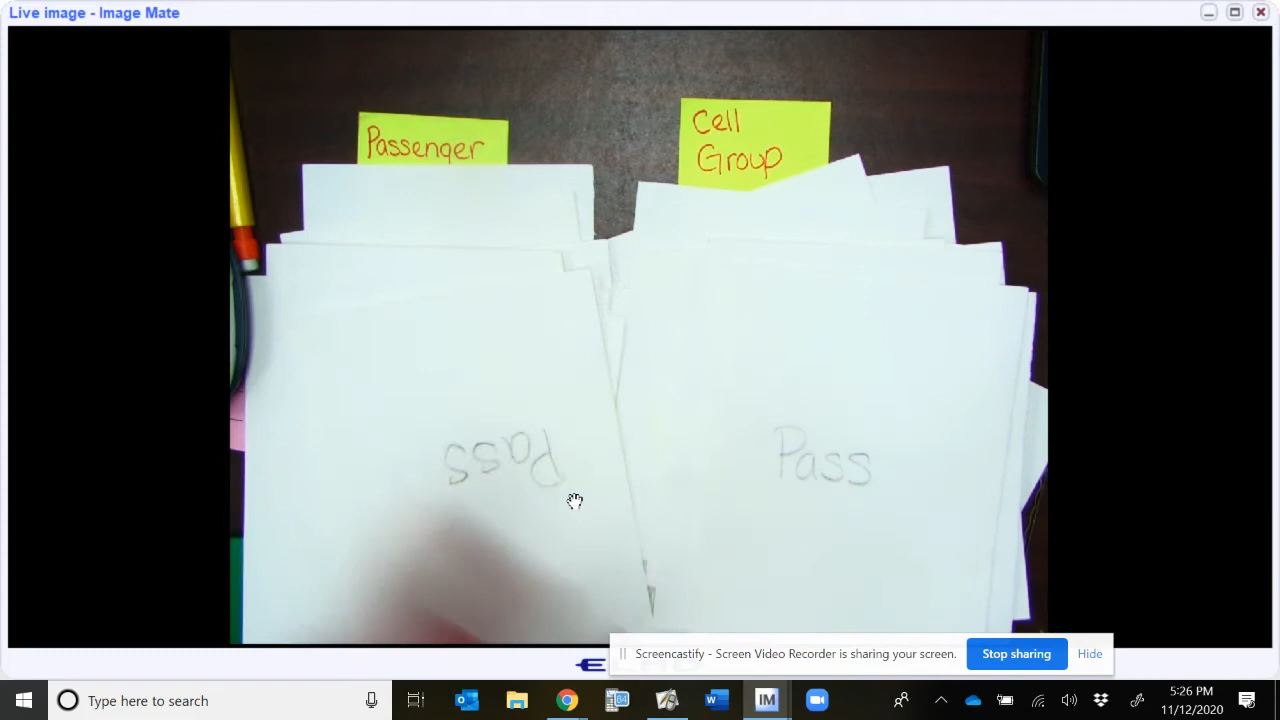 Live image - Image Mate
Passenger
Cell
Group
Pass
Pass
Screencastify - Screen Video Recorder is sharing your screen.
Stop sharing
Hide
Type here to search
5:26 PM
11/12/2020